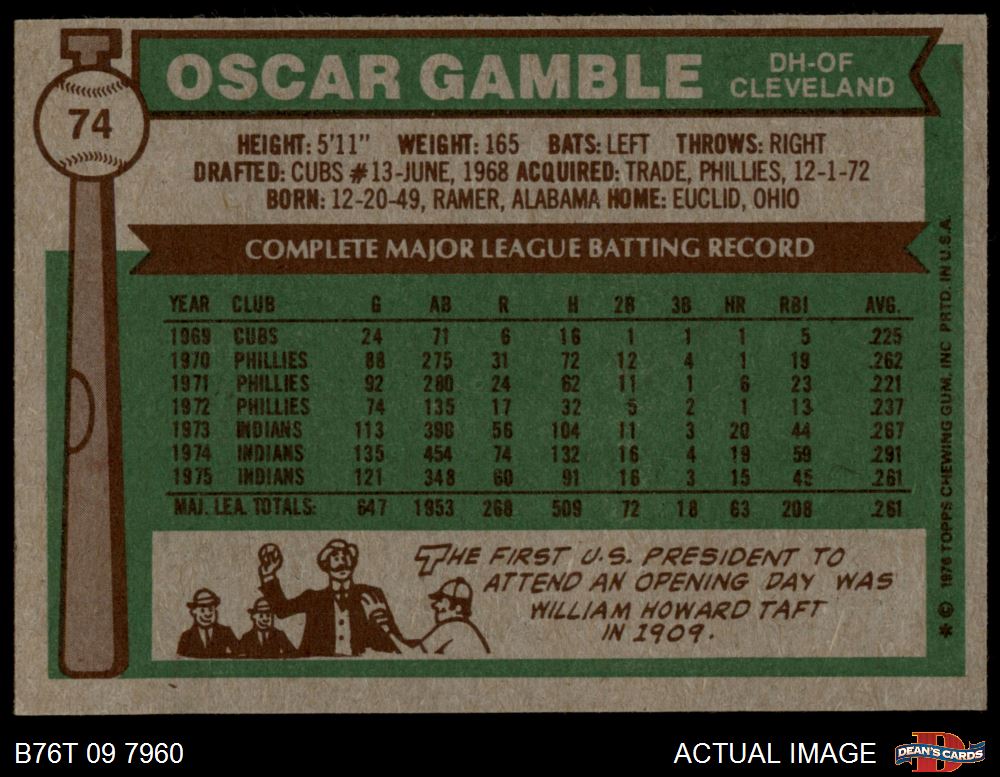 74
OSCAR GAMBLE
DH-OF
CLEVELAND
HEIGHT: 5'11" WEIGHT: 165 BATS: LEFT THROWS: RIGHT
DRAFTED: CUBS #13-JUNE, 1968 ACQUIRED: TRADE, PHILLIES, 12-1-72
BORN: 12-20-49, RAMER, ALABAMA HOME: EUCLID, OHIO
COMPLETE MAJOR LEAGUE BATTING RECORD
YEAR CLUB G AB R H 2B 3B HR RBI AVG.
1969 CUBS 24 71 6 16 1 1 1 5 .225
1970 PHILLIES 88 275 31 72 12 4 1 19 .262
1971 PHILLIES 92 280 24 62 11 1 6 23 .221
1972 PHILLIES 74 135 17 32 5 2 1 13 .237
1973 INDIANS 113 390 56 104 11 3 20 44 .267
1974 INDIANS 135 454 74 132 16 4 19 59 .291
1975 INDIANS 121 348 60 91 16 3 15 45 .261
MAJ. LEA. TOTALS: 647 1953 268 509 72 18 63 208 .261
THE FIRST U.S. PRESIDENT TO
ATTEND AN OPENING DAY WAS
WILLIAM HOWARD TAFT
IN 1909.
* © 1976 TOPPS CHEWING GUM, INC PRTD. IN U.S.A.
B76T 09 7960
ACTUAL IMAGE
D
DEAN'S CARDS